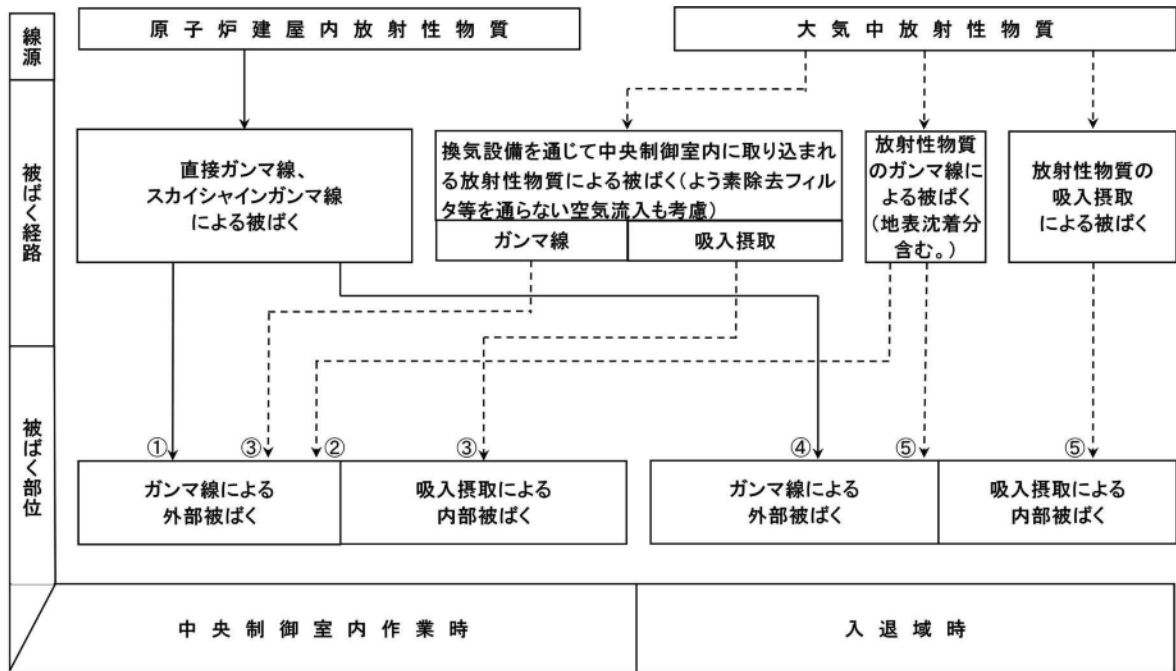 線源
原子炉建屋内放射性物質
大気中放射性物質
被ばく経路
直接ガンマ線、
スカイシャインガンマ線
による被ばく
換気設備を通じて中央制御室内に取り込まれ
る放射性物質による被ばく(よう素除去フィル
タ等を通らない空気流入も考慮)
ガンマ線
吸入摂取
放射性物質
のガンマ線に
よる被ばく
(地表沈着分
含む。)
放射性物質の
吸入摂取
による被ばく
被ばく部位
①
③
②
③
④
⑤
⑤
ガンマ線による
外部被ばく
吸入摂取による
内部被ばく
ガンマ線による
外部被ばく
吸入摂取による
内部被ばく
中央制御室内作業時
入退域時